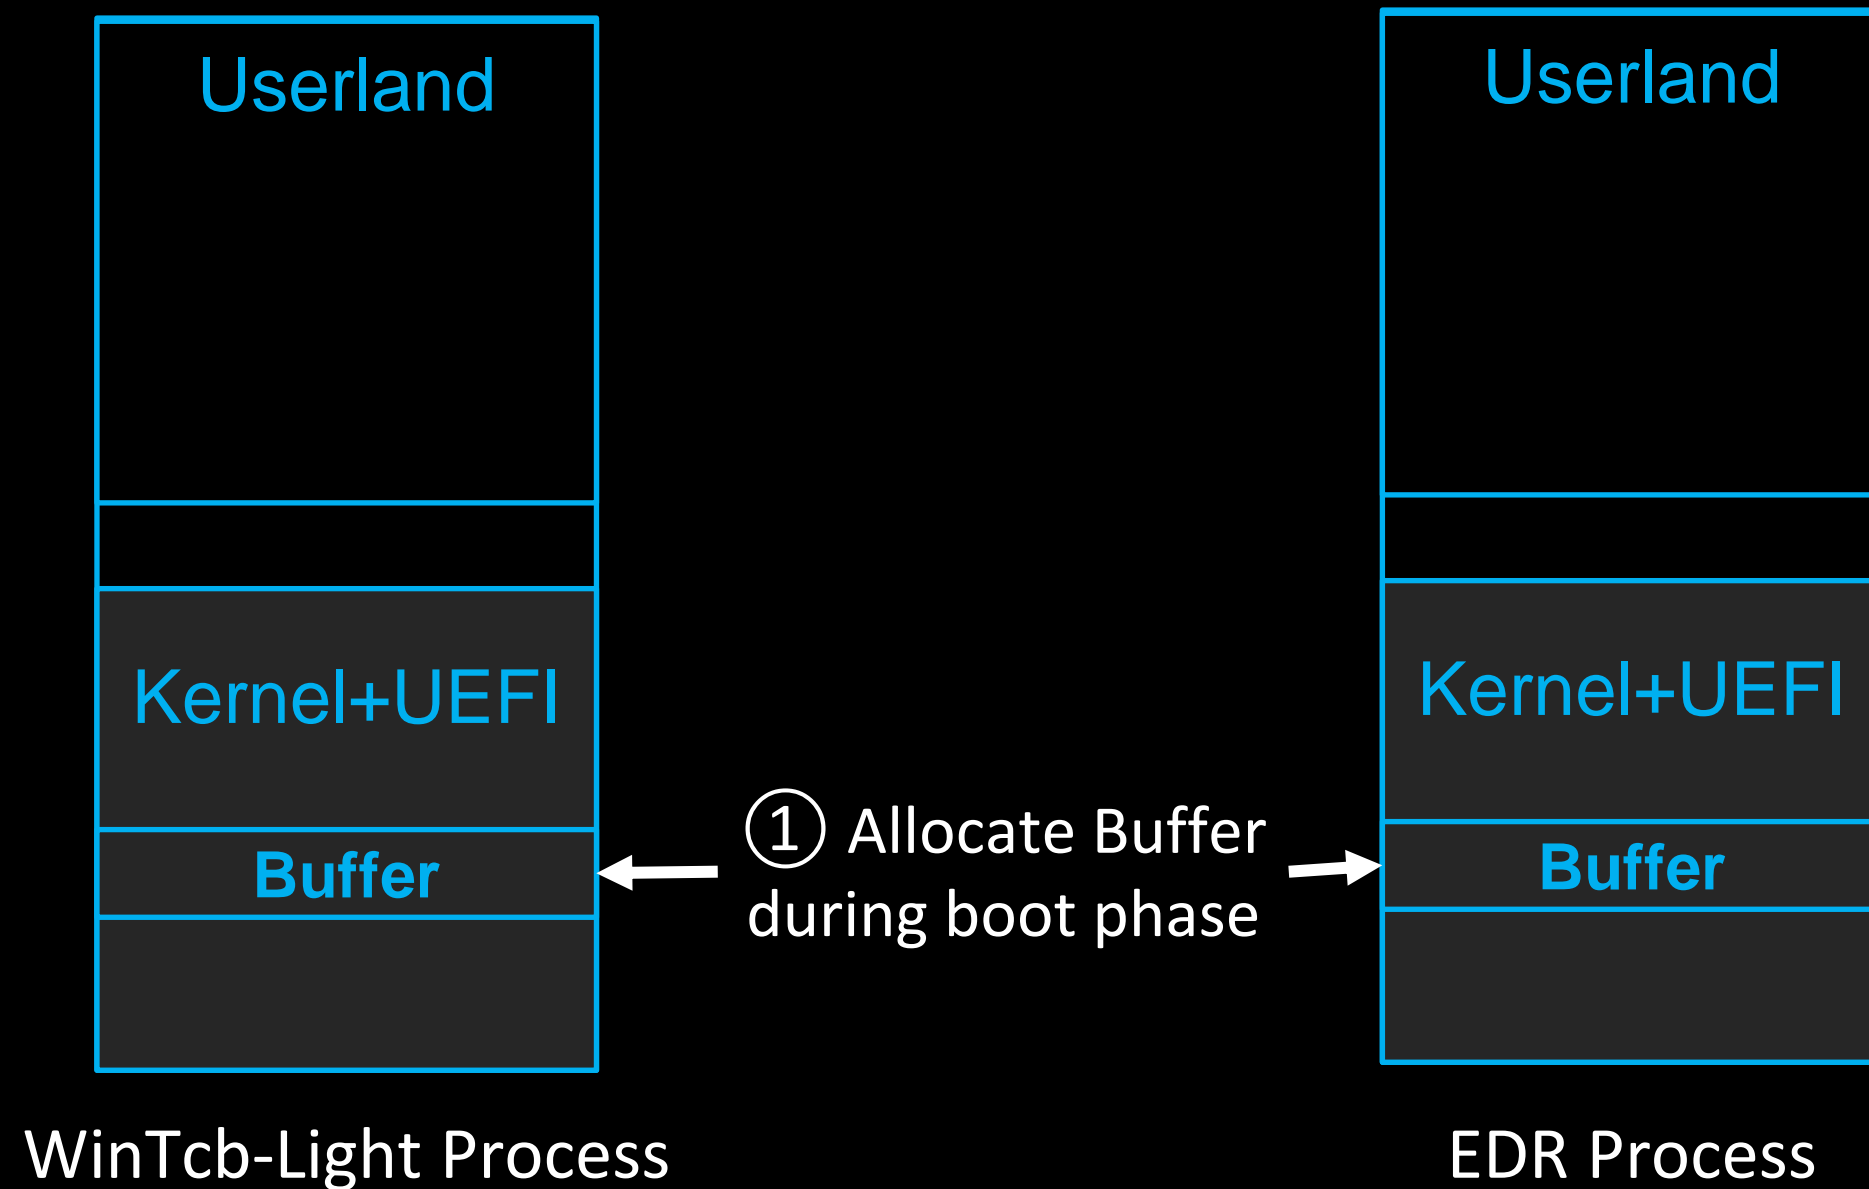 Userland
Kernel+UEFI
Buffer
WinTcb-Light Process
① Allocate Buffer
during boot phase
Userland
Kernel+UEFI
Buffer
EDR Process